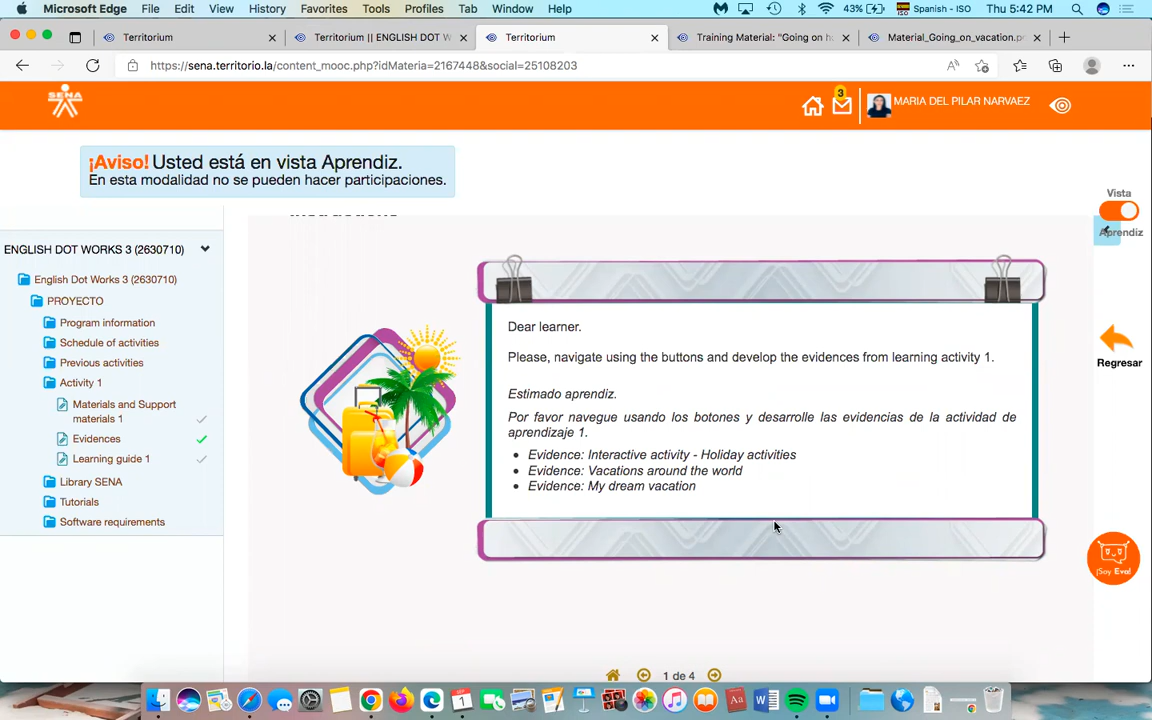 Microsoft Edge File Edit View History Favorites Tools Profiles Tab Window Help 43% Spanish - ISO Thu 5:42 PM
Territorium Territorium || ENGLISH DOT W Territorium Training Material: "Going on h Material_Going_on_vacation.p
https://sena.territorio.la/content_mooc.php?idMateria=2167448&social=25108203
SENA
3
MARIA DEL PILAR NARVAEZ
¡Aviso! Usted está en vista Aprendiz.
En esta modalidad no se pueden hacer participaciones.
Vista
Aprendiz
Regresar
¡Soy Eva!
ENGLISH DOT WORKS 3 (2630710)
English Dot Works 3 (2630710)
PROYECTO
Program information
Schedule of activities
Previous activities
Activity 1
Materials and Support
materials 1
Evidences
Learning guide 1
Library SENA
Tutorials
Software requirements
Dear learner.
Please, navigate using the buttons and develop the evidences from learning activity 1.
Estimado aprendiz.
Por favor navegue usando los botones y desarrolle las evidencias de la actividad de
aprendizaje 1.
• Evidence: Interactive activity - Holiday activities
• Evidence: Vacations around the world
• Evidence: My dream vacation
1 de 4